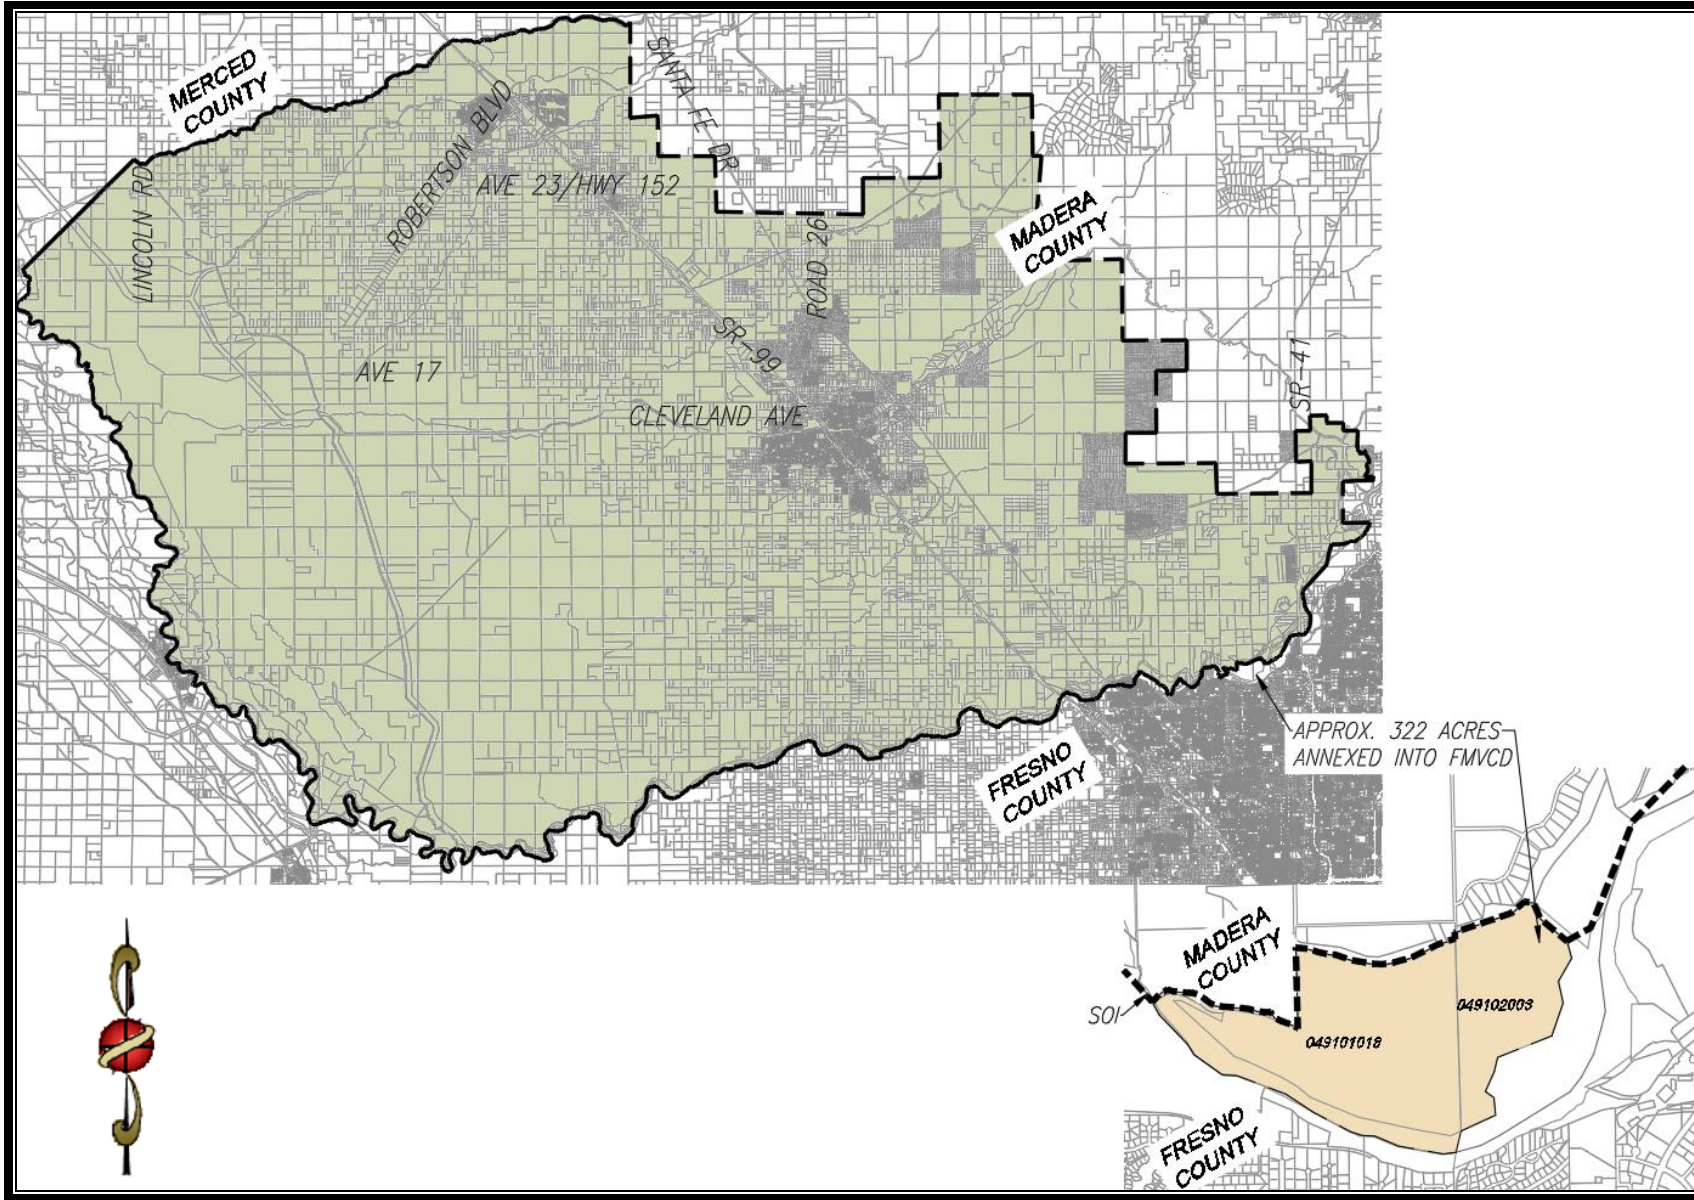 MERCED
COUNTY
SANTA FE DR
ROBERTSON BLVD
AVE 23/HWY 152
LINCOLN RD
MADERA
COUNTY
ROAD 26
SR-99
SR-41
AVE 17
CLEVELAND AVE
FRESNO
COUNTY
APPROX. 322 ACRES
ANNEXED INTO FMVCD
MADERA
COUNTY
SOI
049102003
049101018
FRESNO
COUNTY